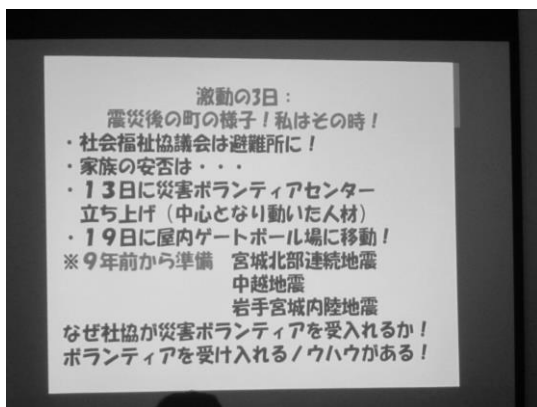 激動の3日：
震災後の町の様子！私はその時！
・社会福祉協議会は避難所に！
・家族の安否は・・・
・１３日に災害ボランティアセンター
立ち上げ（中心となり動いた人材）
・１９日に屋内ゲートボール場に移動！
※９年前から準備　宮城北部連続地震
中越地震
岩手宮城内陸地震
なぜ社協が災害ボランティアを受入れるか！
ボランティアを受け入れるノウハウがある！